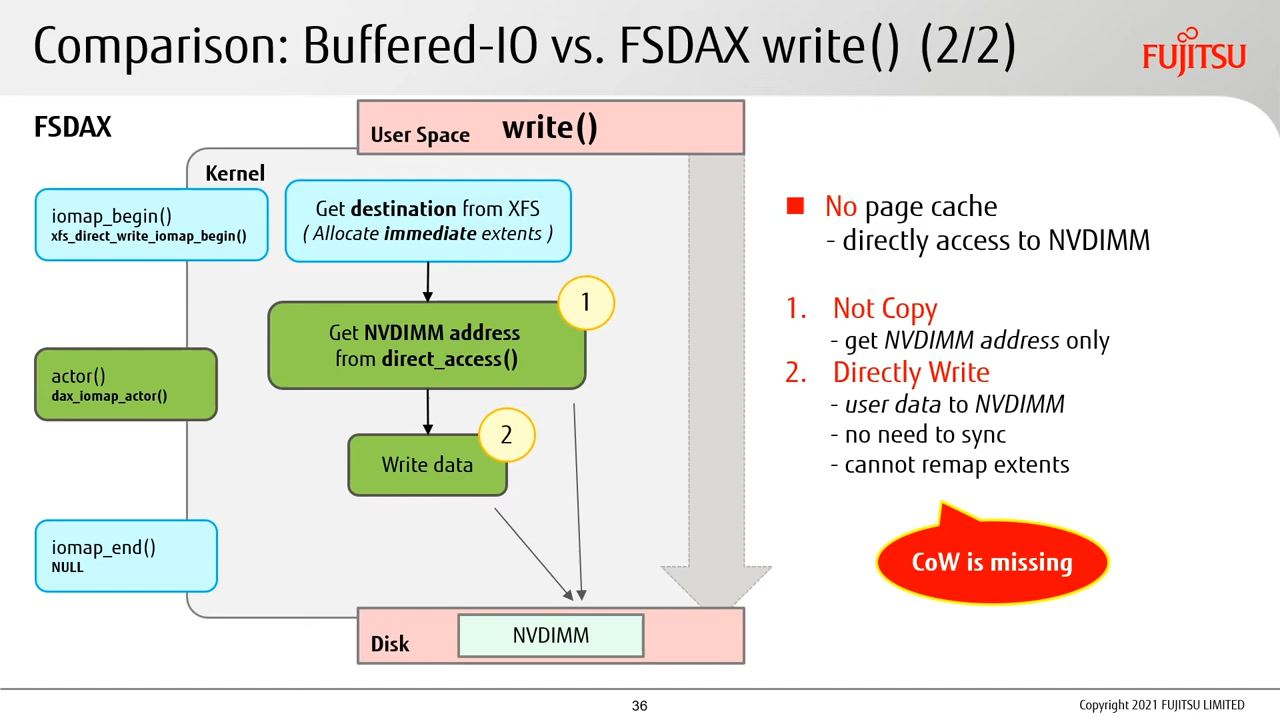 Comparison: Buffered-IO vs. FSDAX write() (2/2)
FUJITSU
FSDAX
User Space write()
Kernel
iomap_begin()
xfs_direct_write_iomap_begin()
Get destination from XFS
( Allocate immediate extents )
1
Get NVDIMM address
from direct_access()
actor()
dax_iomap_actor()
2
Write data
iomap_end()
NULL
Disk
NVDIMM
■ No page cache
- directly access to NVDIMM
1. Not Copy
- get NVDIMM address only
2. Directly Write
- user data to NVDIMM
- no need to sync
- cannot remap extents
CoW is missing
36
Copyright 2021 FUJITSU LIMITED